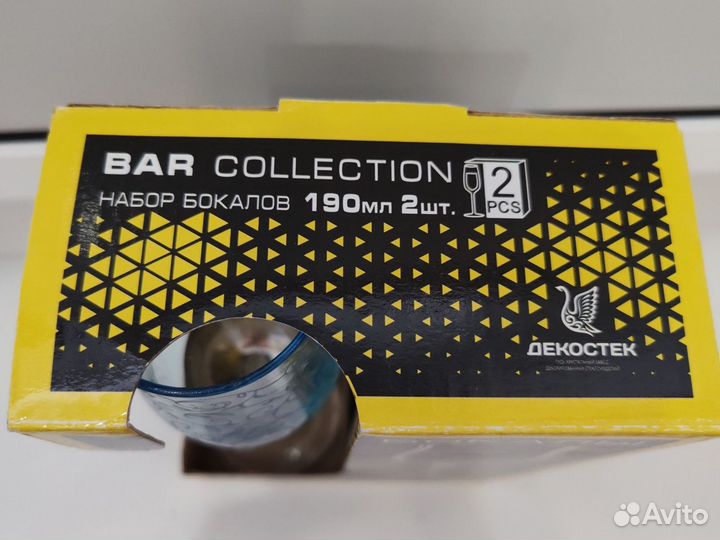 BAR COLLECTION
НАБОР БОКАЛОВ 190мл 2шт.
2
PCS
ДЕКОСТЕК
Avito